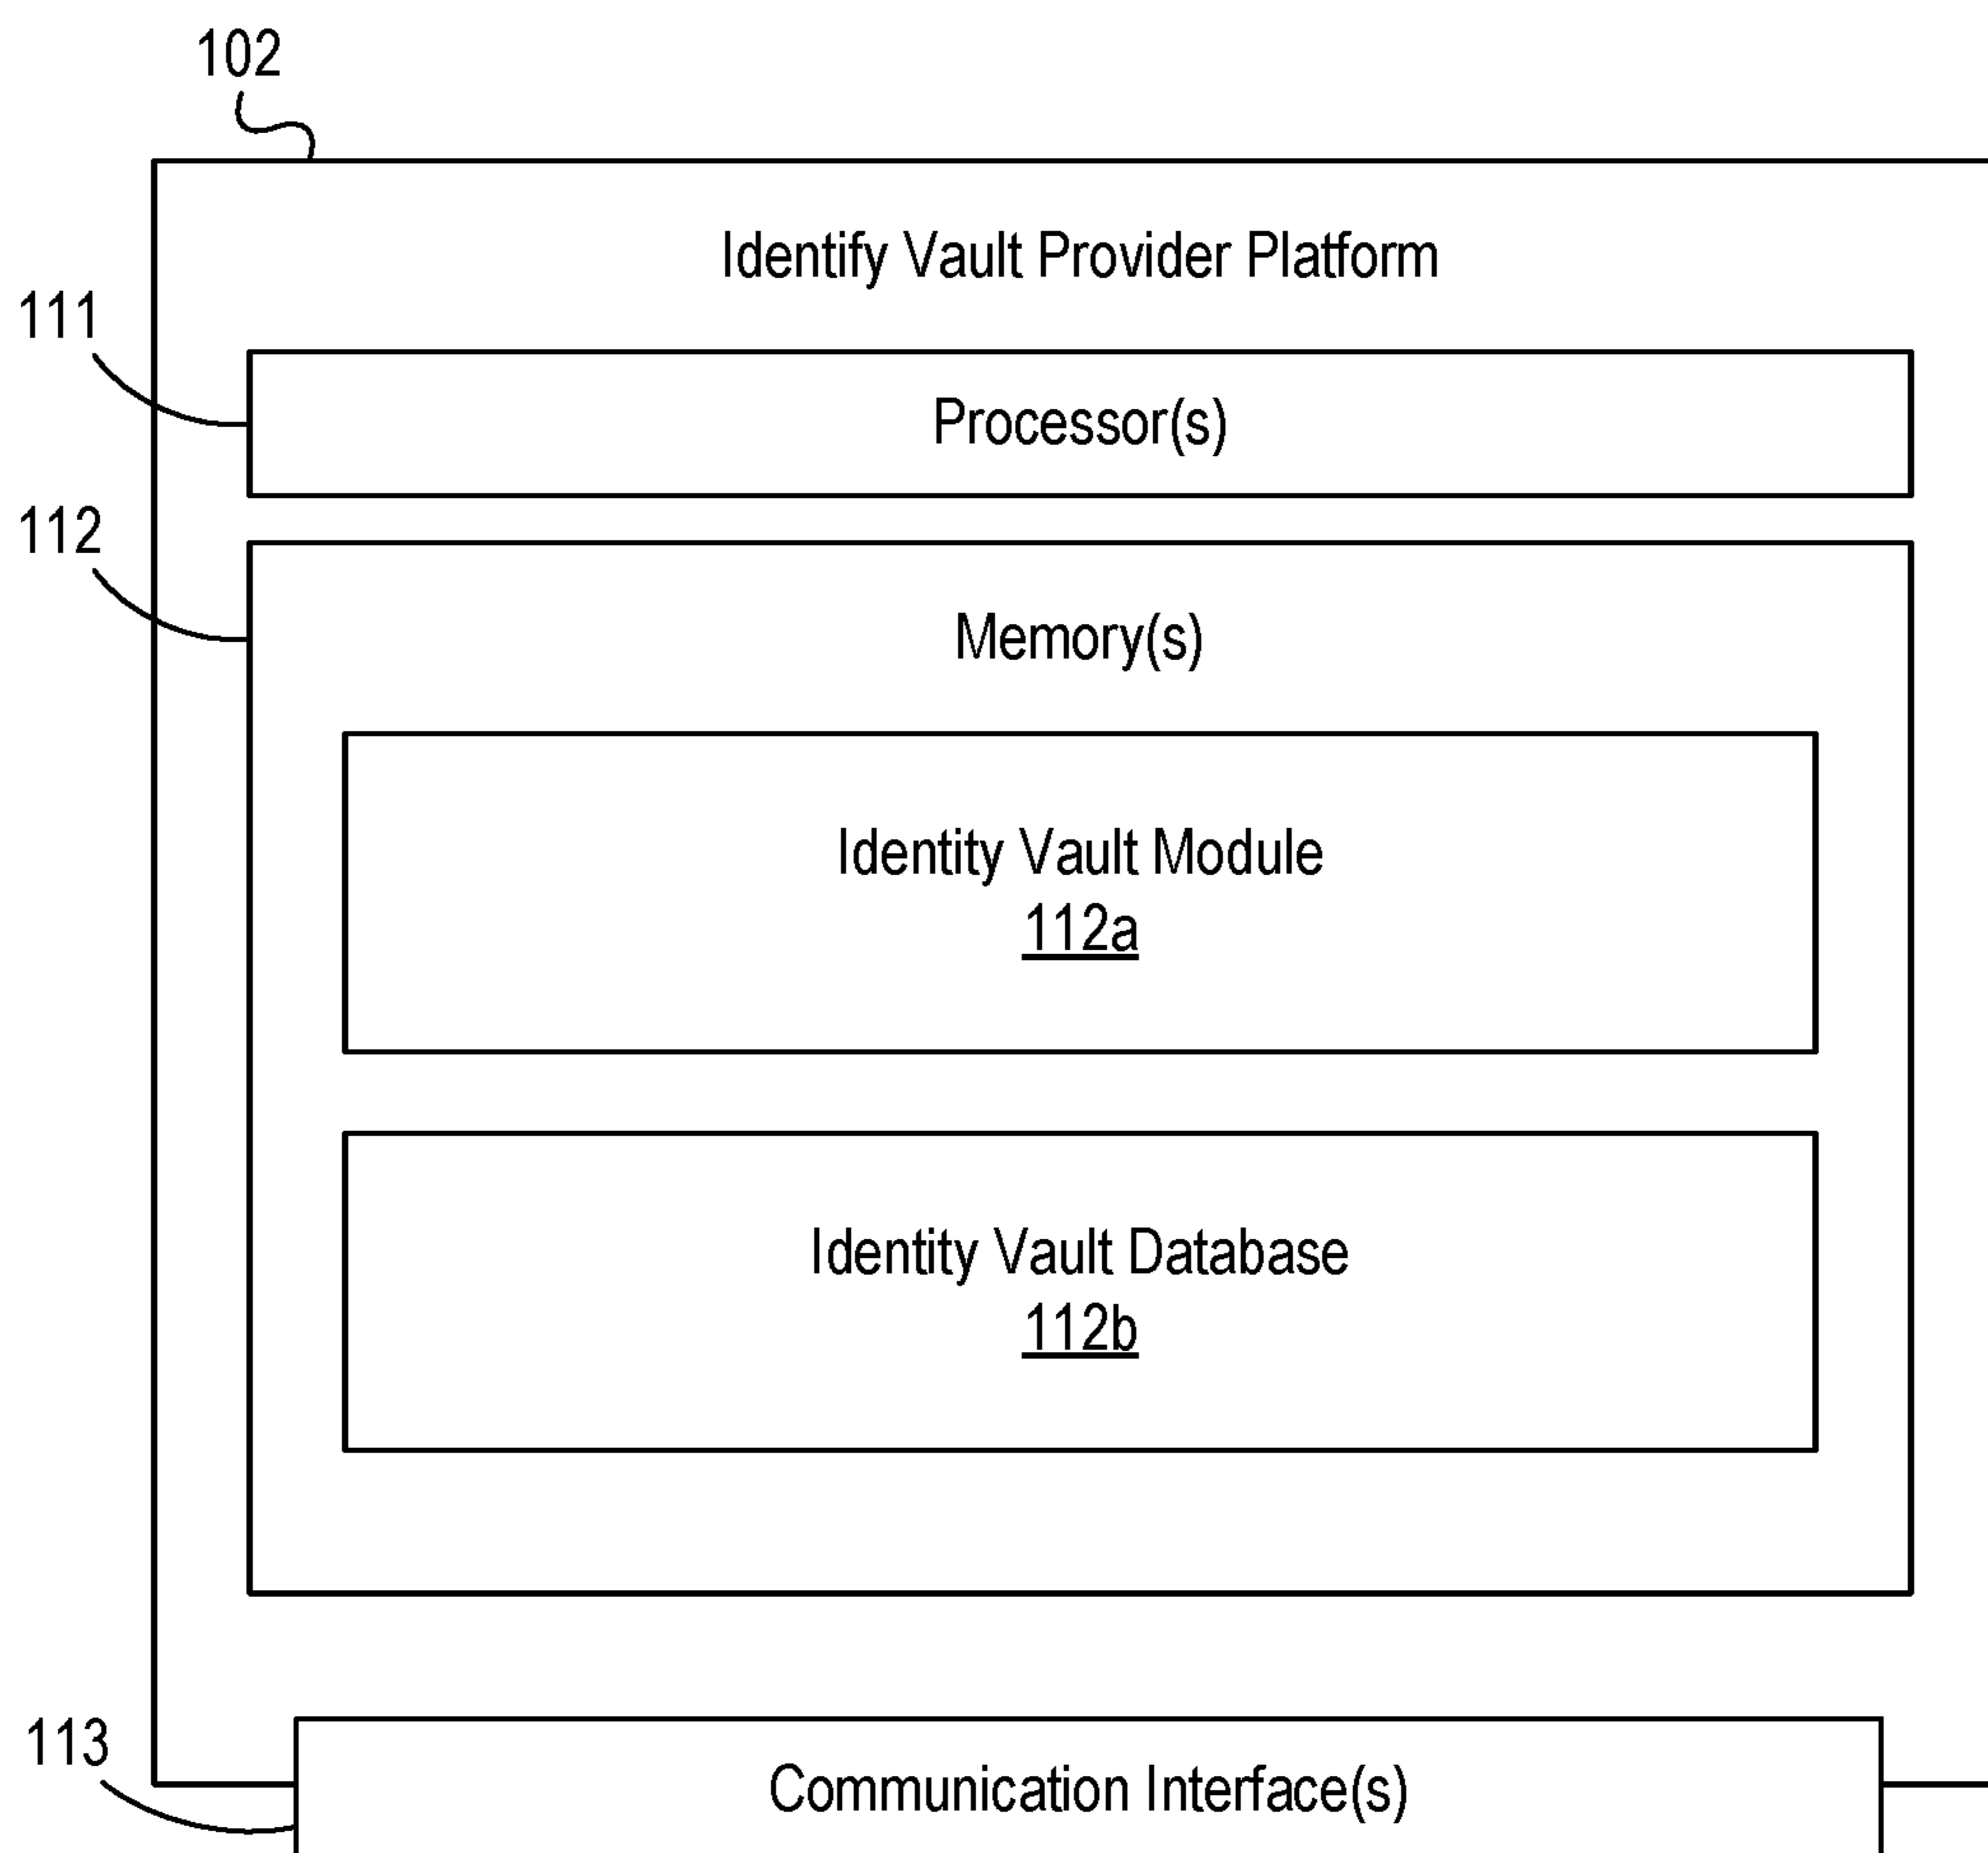 102
Identify Vault Provider Platform
111
Processor(s)
112
Memory(s)
Identity Vault Module
112a
Identity Vault Database
112b
113
Communication Interface(s)